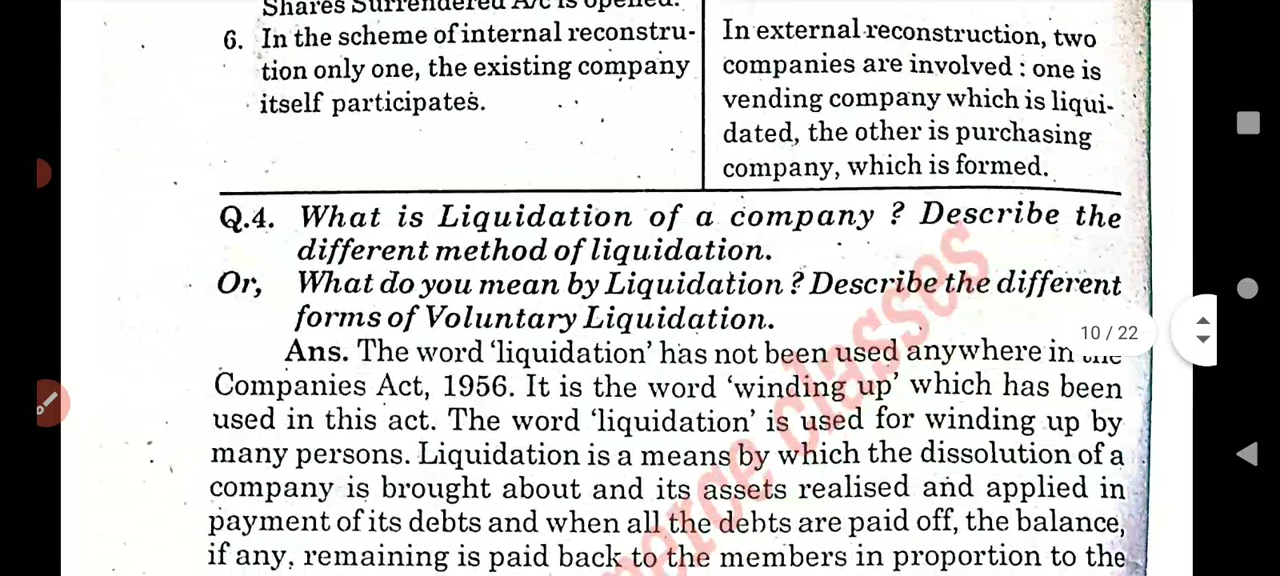 Shares Surrendered A/c is opened.
6. In the scheme of internal reconstru-
tion only one, the existing company
itself participates.
In external reconstruction, two
companies are involved : one is
vending company which is liqui-
dated, the other is purchasing
company, which is formed.
Q.4. What is Liquidation of a company ? Describe the
different method of liquidation.
Or, What do you mean by Liquidation ? Describe the different
forms of Voluntary Liquidation.
10 / 22
Ans. The word ‘liquidation’ has not been used anywhere in the
Companies Act, 1956. It is the word ‘winding up’ which has been
used in this act. The word ‘liquidation’ is used for winding up by
many persons. Liquidation is a means by which the dissolution of a
company is brought about and its assets realised and applied in
payment of its debts and when all the debts are paid off, the balance,
if any, remaining is paid back to the members in proportion to the
classes